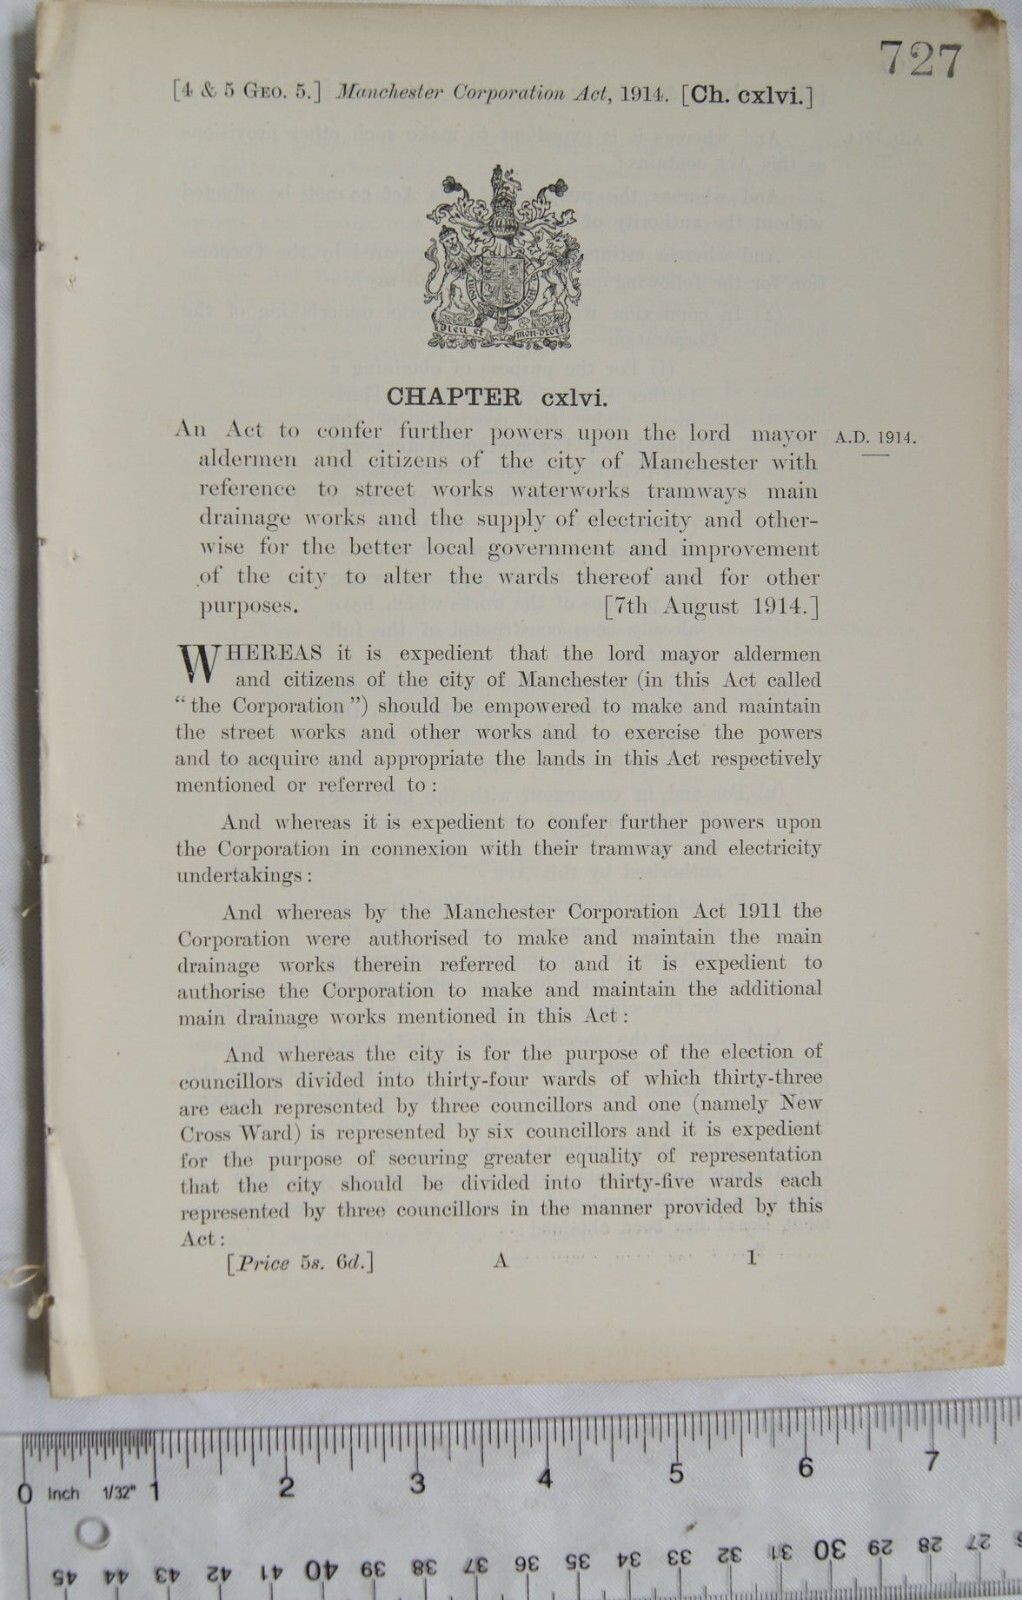 727
[4 & 5 GEO. 5.] Manchester Corporation Act, 1914. [Ch. cxlvi.]
DIEU ET MON DROIT
CHAPTER cxlvi.
An Act to confer further powers upon the lord mayor A.D. 1914.
aldermen and citizens of the city of Manchester with
reference to street works waterworks tramways main
drainage works and the supply of electricity and other-
wise for the better local government and improvement
of the city to alter the wards thereof and for other
purposes. [7th August 1914.]
WHEREAS it is expedient that the lord mayor aldermen
and citizens of the city of Manchester (in this Act called
"the Corporation") should be empowered to make and maintain
the street works and other works and to exercise the powers
and to acquire and appropriate the lands in this Act respectively
mentioned or referred to :
And whereas it is expedient to confer further powers upon
the Corporation in connexion with their tramway and electricity
undertakings :
And whereas by the Manchester Corporation Act 1911 the
Corporation were authorised to make and maintain the main
drainage works therein referred to and it is expedient to
authorise the Corporation to make and maintain the additional
main drainage works mentioned in this Act :
And whereas the city is for the purpose of the election of
councillors divided into thirty-four wards of which thirty-three
are each represented by three councillors and one (namely New
Cross Ward) is represented by six councillors and it is expedient
for the purpose of securing greater equality of representation
that the city should be divided into thirty-five wards each
represented by three councillors in the manner provided by this
Act :
[Price 5s. 6d.] A 1
0 Inch 1/32" 1 2 3 4 5 6 7
45 44 43 42 41 40 39 38 37 36 35 34 33 32 31 30 29 28 27